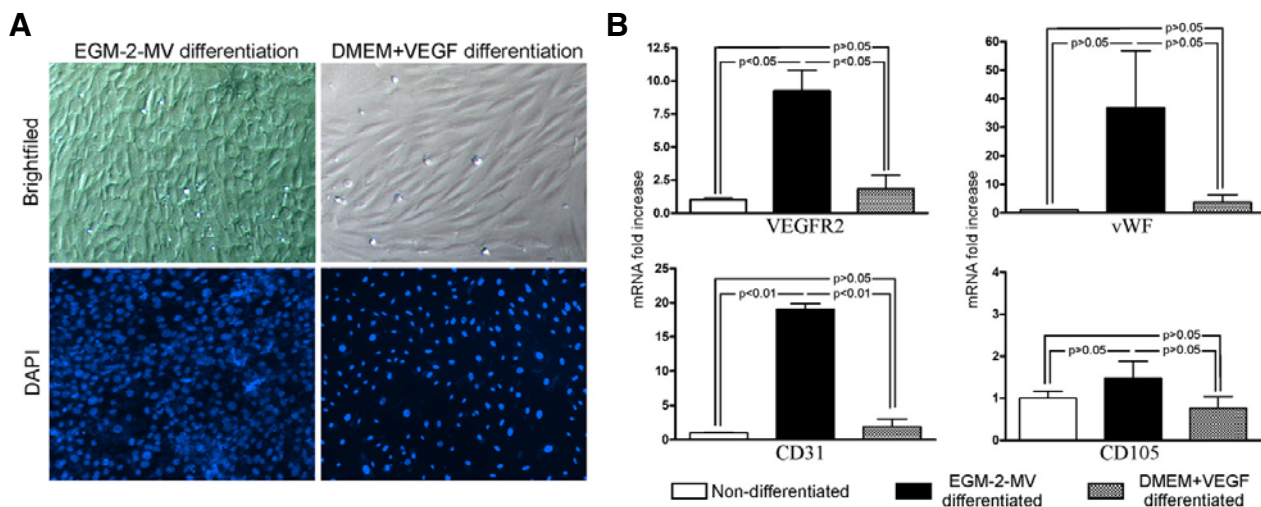 A
EGM-2-MV differentiation
DMEM+VEGF differentiation
Brightfiled
DAPI
B
mRNA fold increase
12.5
10.0
7.5
5.0
2.5
0.0
p>0.05
p<0.05
p<0.05
VEGFR2
60
50
40
30
20
10
0
p>0.05
p>0.05
p>0.05
vWF
25
20
15
10
5
0
p>0.05
p<0.01
p<0.01
CD31
mRNA fold increase
4
3
2
1
0
p>0.05
p>0.05
p>0.05
CD105
Non-differentiated
EGM-2-MV
differentiated
DMEM+VEGF
differentiated